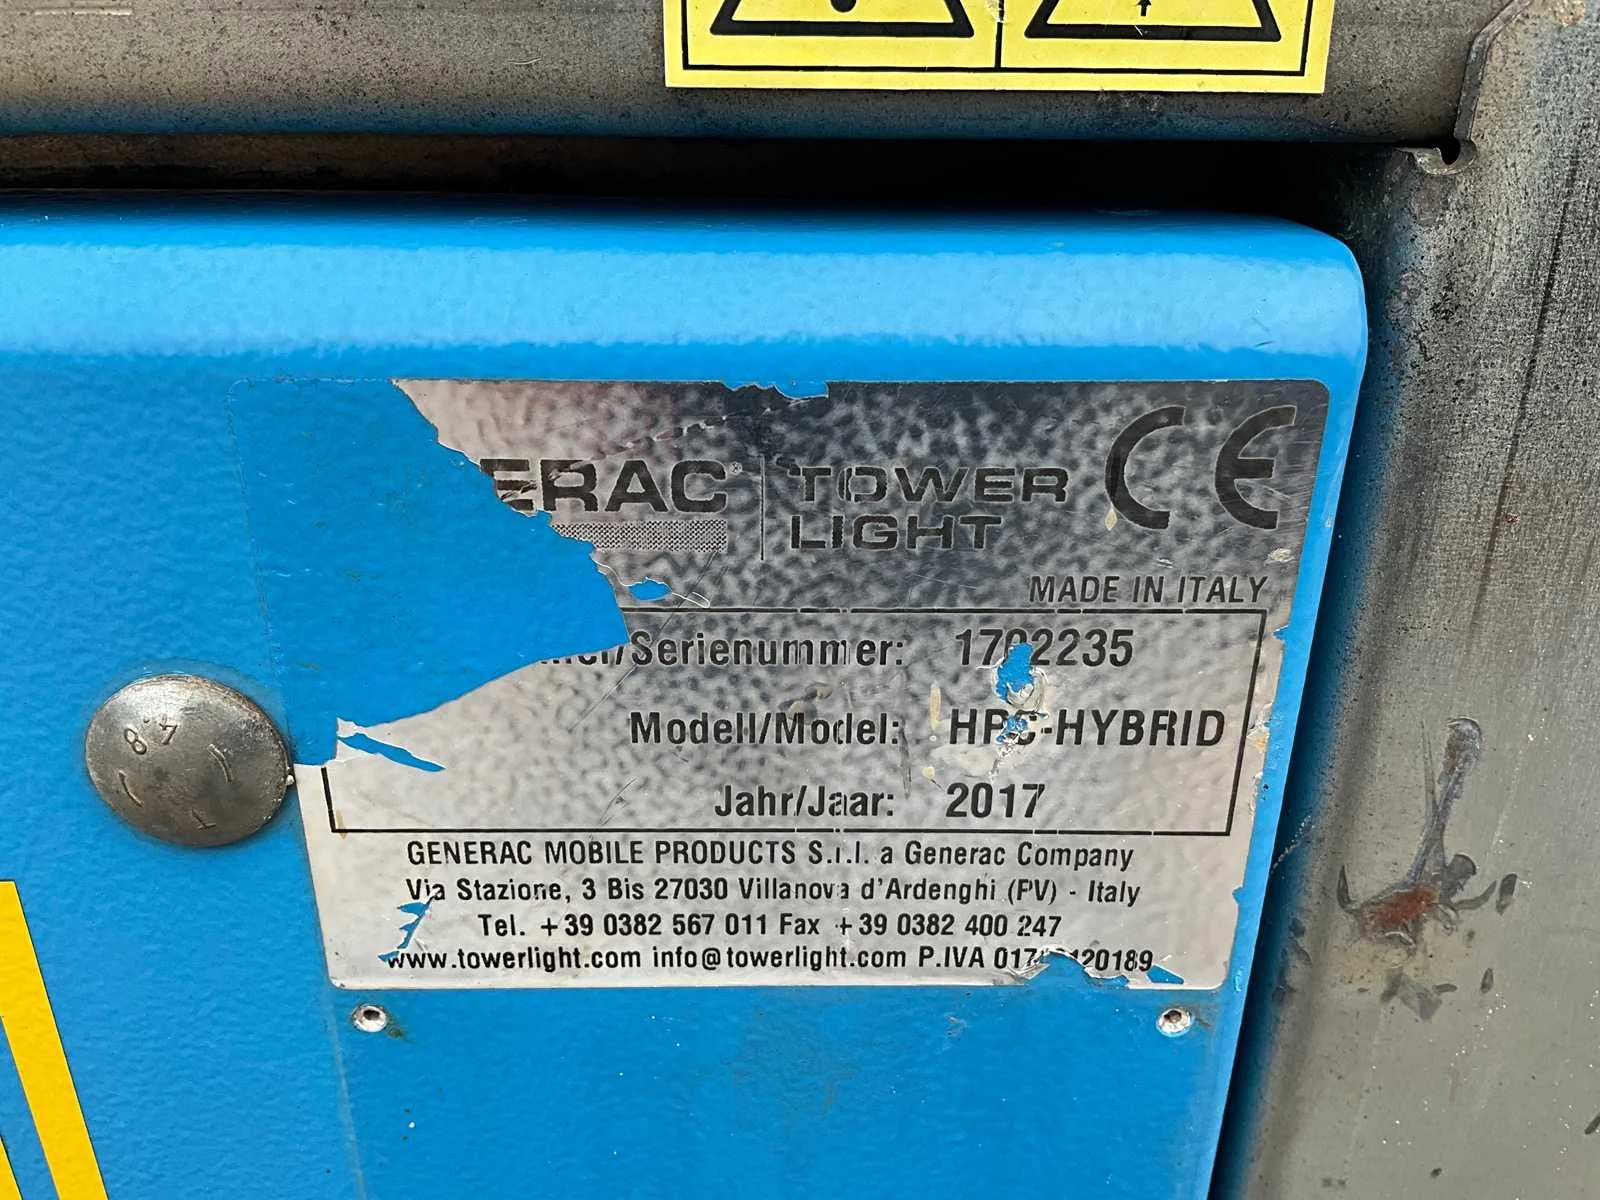 TOWER
LIGHT
CE
MADE IN ITALY
/Serienummer:
Modell/Model: -HYBRID
Jahr/Jaar: 2017
GENERAC MOBILE PRODUCTS S.r.l. a Generac Company
Via Stazione, 3 Bis 27030 Villanova d'Ardenghi (PV) - Italy
Tel. +39 0382 567 011 Fax +39 0382 400 247
www.towerlight.com info@towerlight.com P.IVA
87